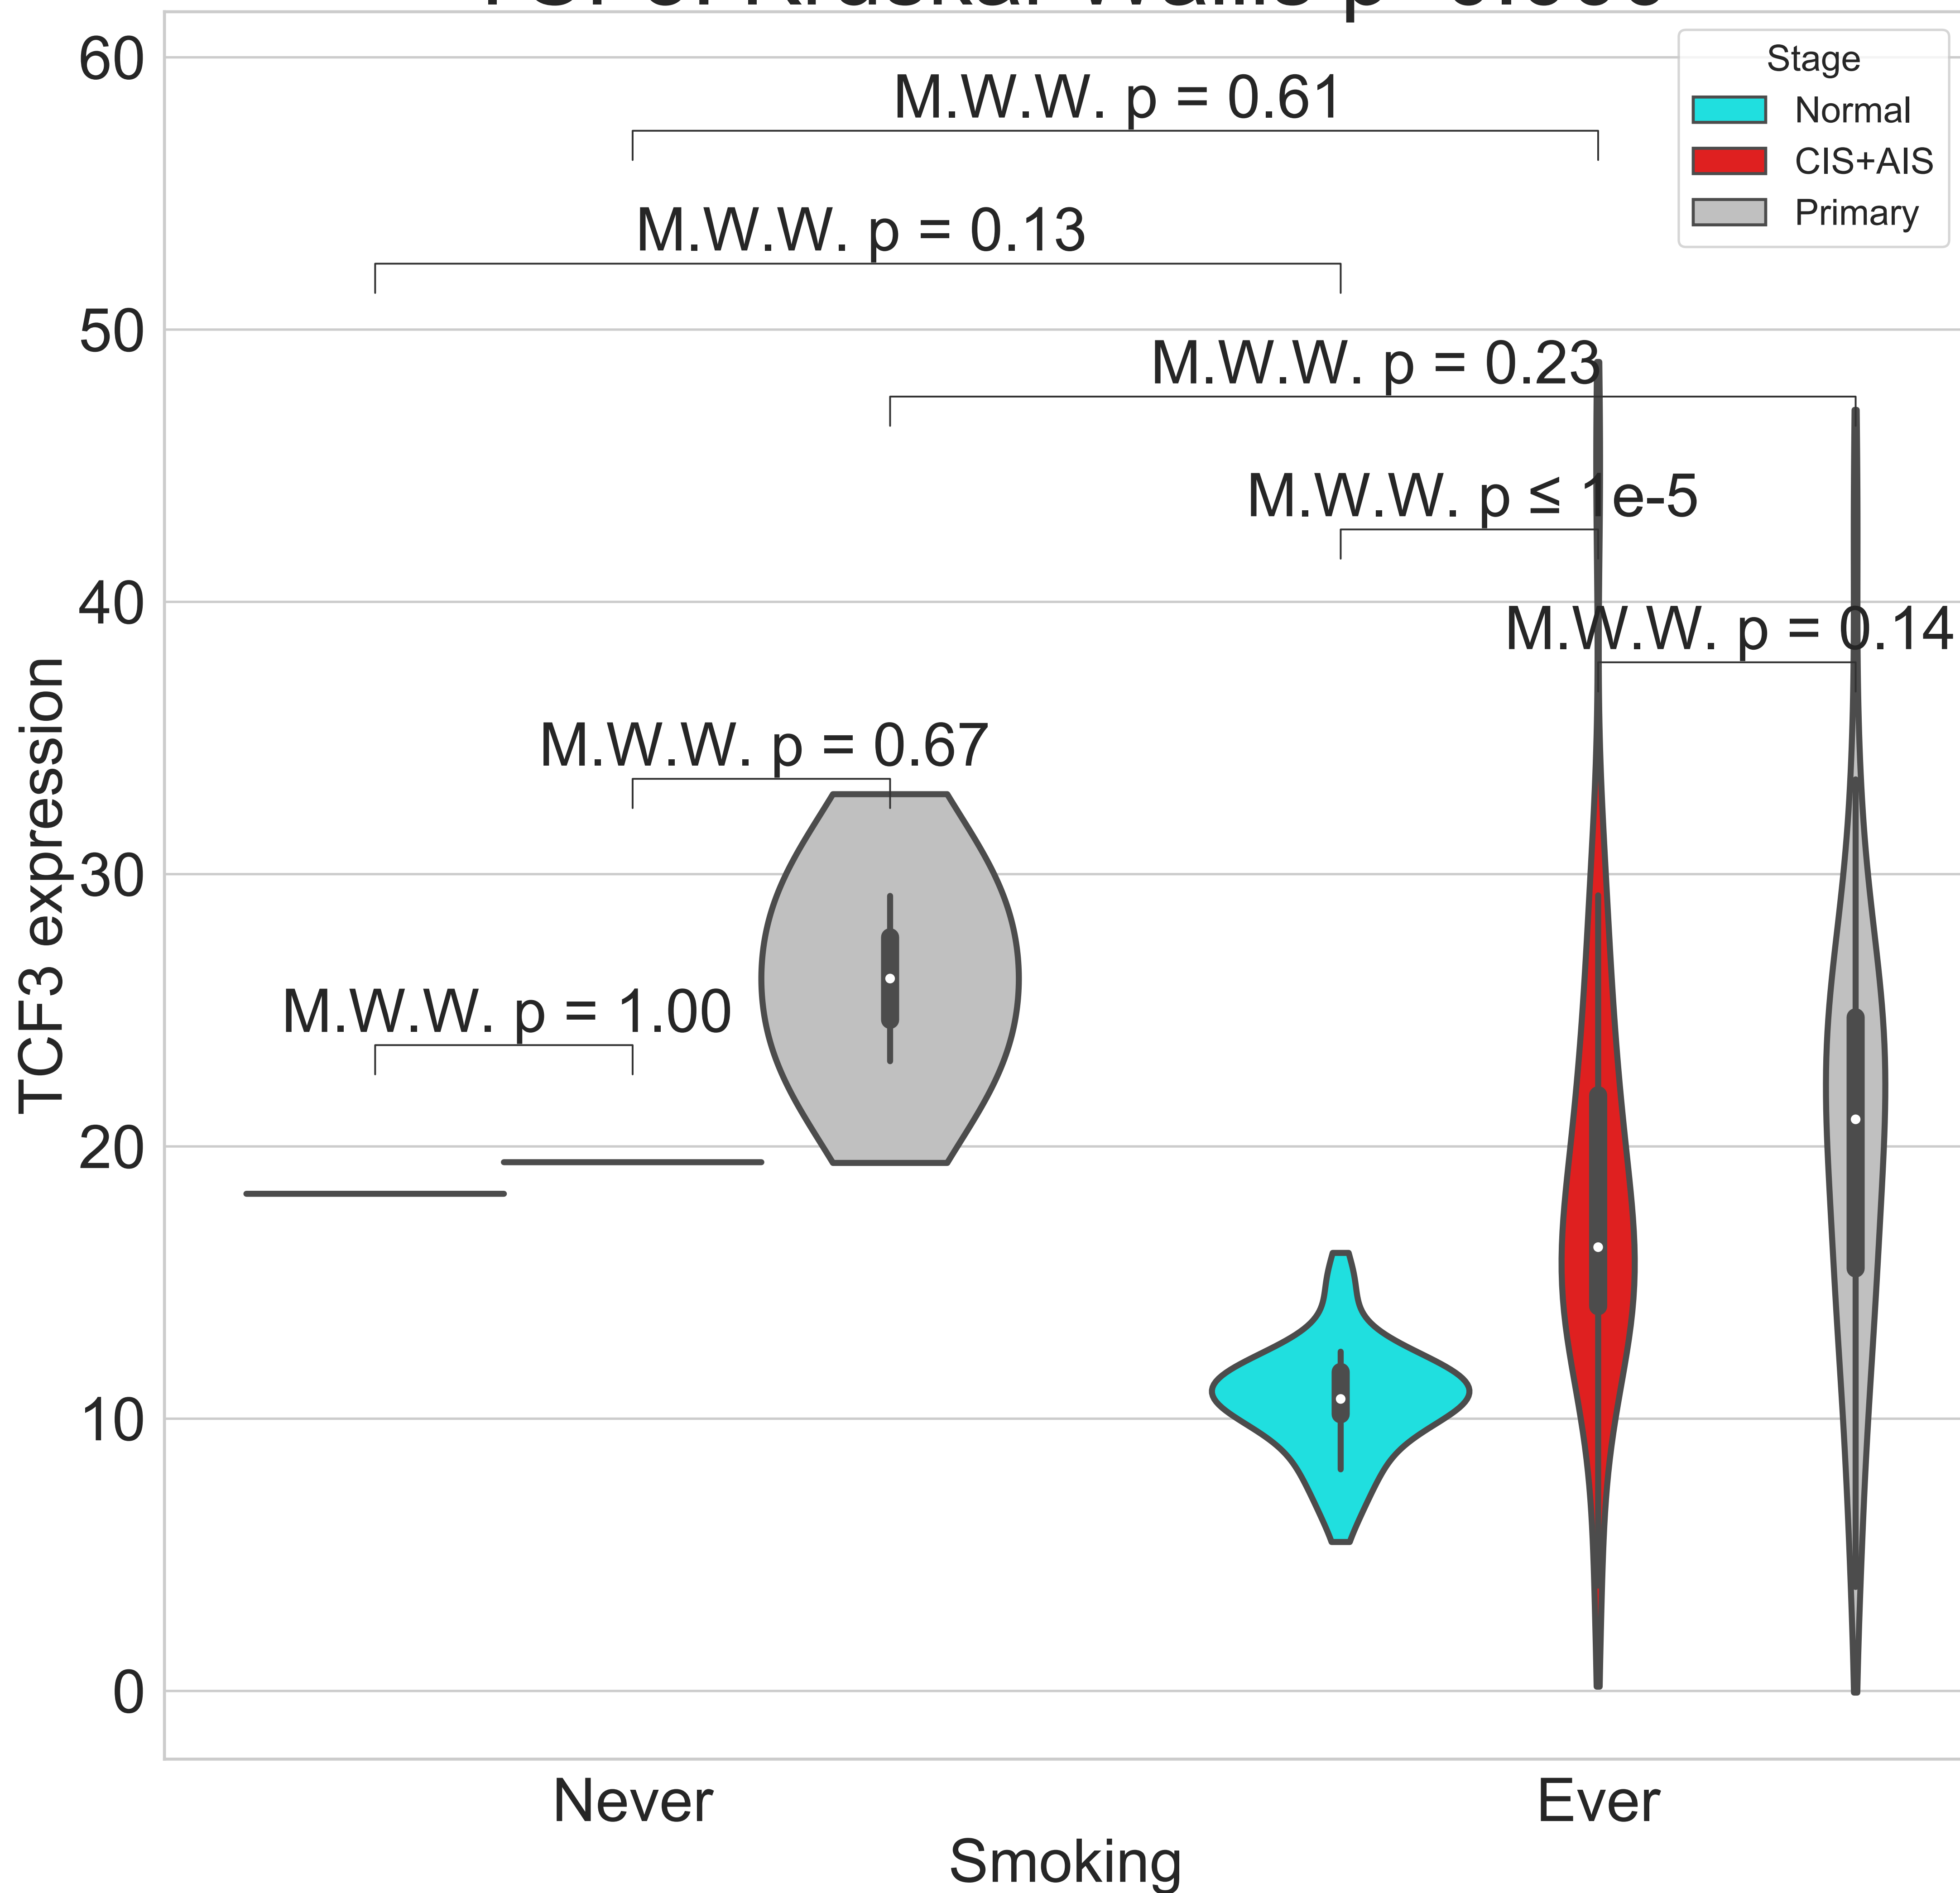 Stage
Normal
CIS+AIS
Primary
60
50
40
30
20
10
0
TCF3 expression
M.W.W. p = 0.61
M.W.W. p = 0.13
M.W.W. p = 0.23
M.W.W. p ≤ 1e-5
M.W.W. p = 0.14
M.W.W. p = 0.67
M.W.W. p = 1.00
Never
Ever
Smoking